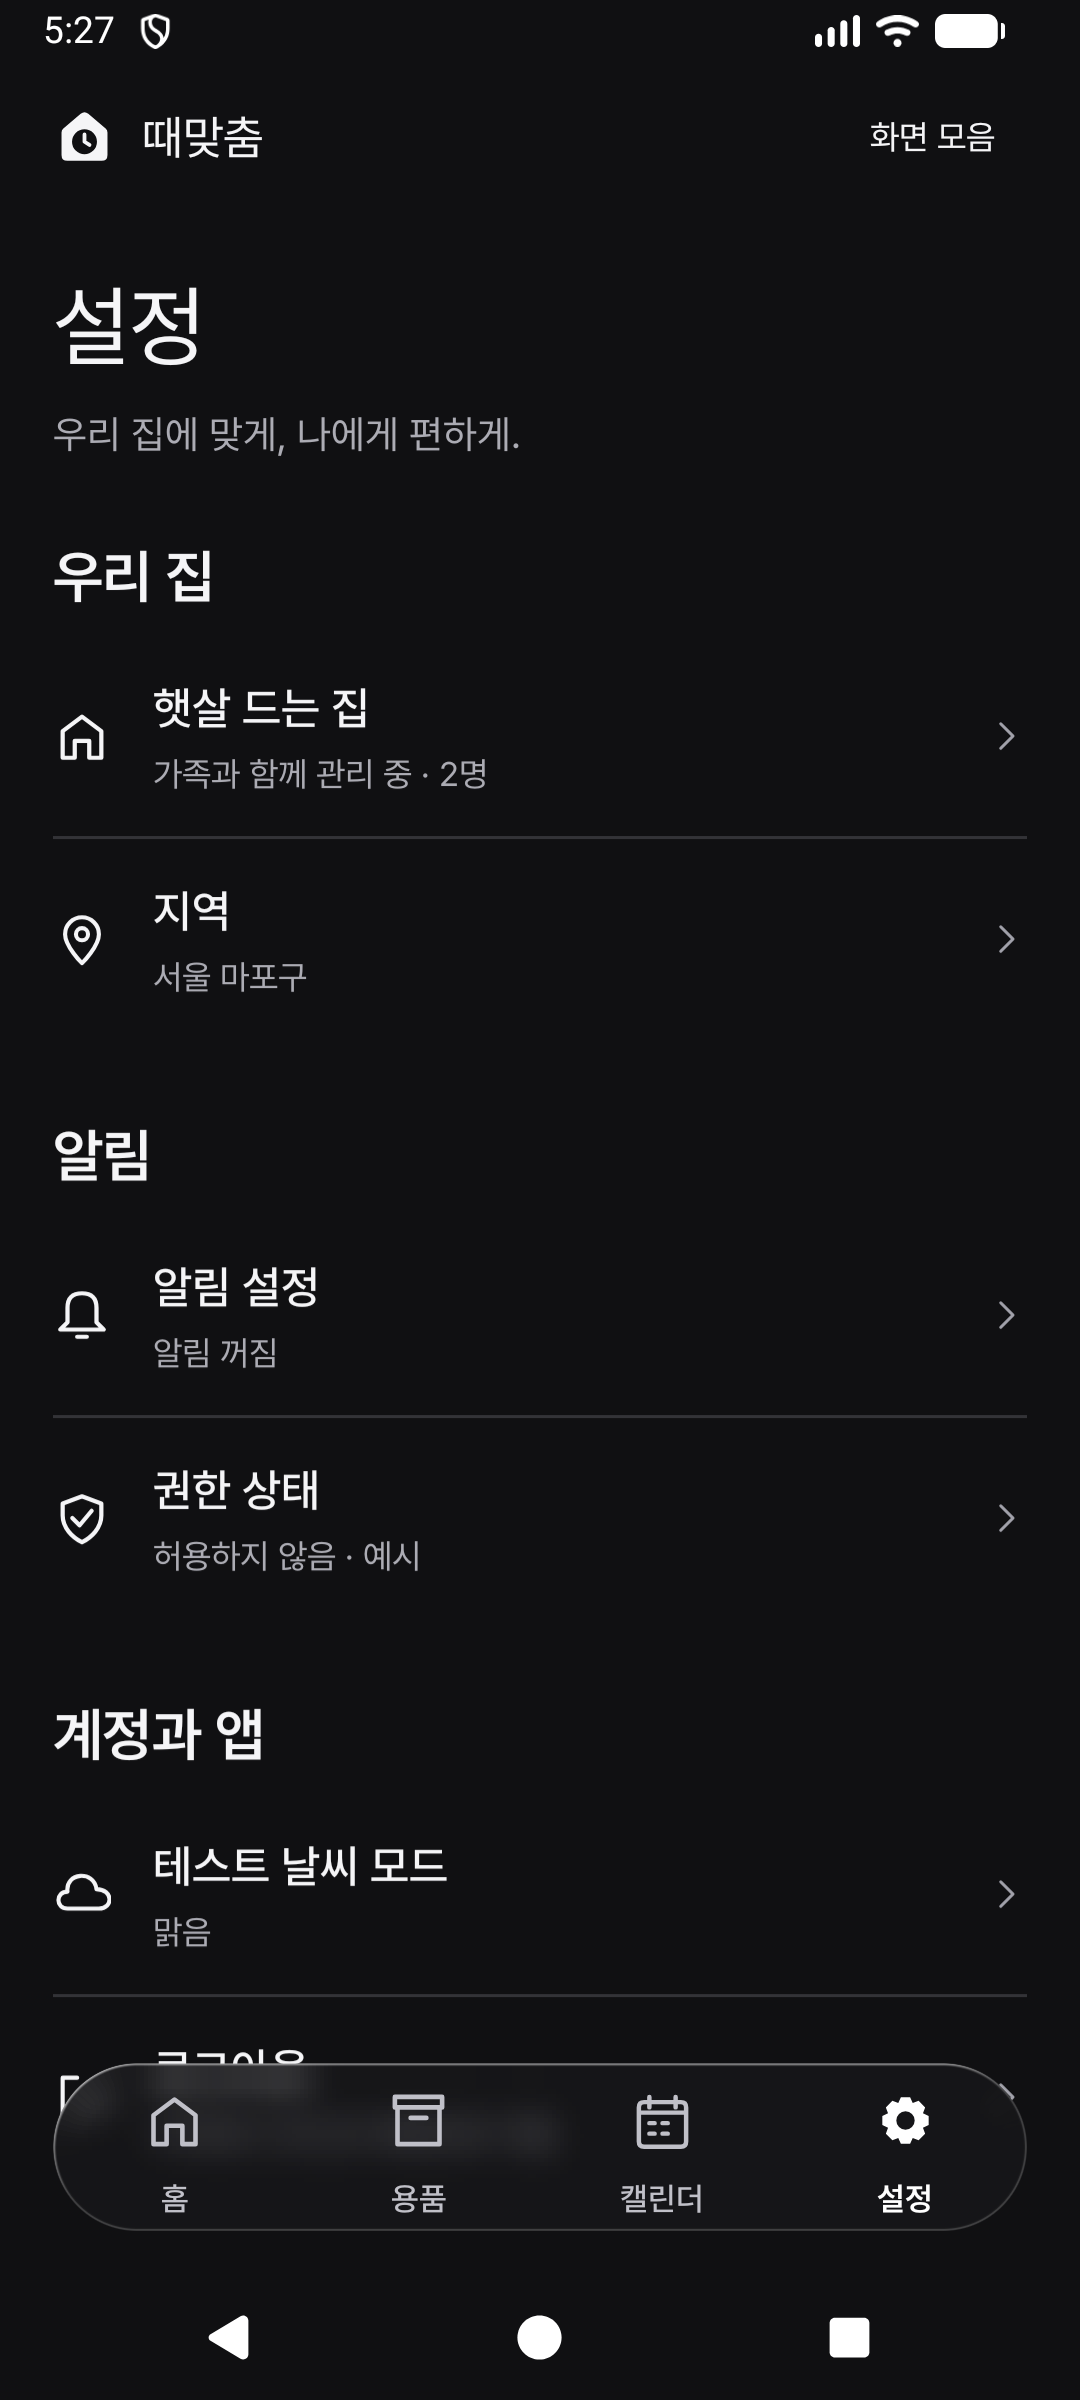 5:27
때맞춤
화면 모음
설정
우리 집에 맞게, 나에게 편하게.
우리 집
햇살 드는 집
가족과 함께 관리 중 · 2명
지역
서울 마포구
알림
알림 설정
알림 꺼짐
권한 상태
허용하지 않음 · 예시
계정과 앱
테스트 날씨 모드
맑음
홈
용품
캘린더
설정